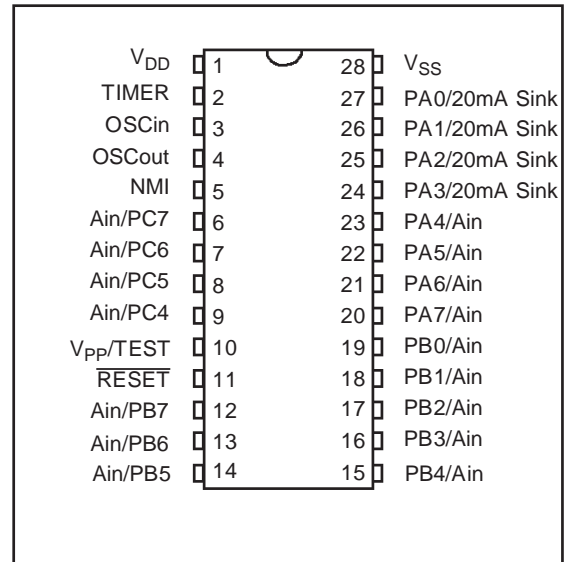 V_DD 1 28 V_SS
TIMER 2 27 PA0/20mA Sink
OSCin 3 26 PA1/20mA Sink
OSCout 4 25 PA2/20mA Sink
NMI 5 24 PA3/20mA Sink
Ain/PC7 6 23 PA4/Ain
Ain/PC6 7 22 PA5/Ain
Ain/PC5 8 21 PA6/Ain
Ain/PC4 9 20 PA7/Ain
V_PP/TEST 10 19 PB0/Ain
RESET 11 18 PB1/Ain
Ain/PB7 12 17 PB2/Ain
Ain/PB6 13 16 PB3/Ain
Ain/PB5 14 15 PB4/Ain